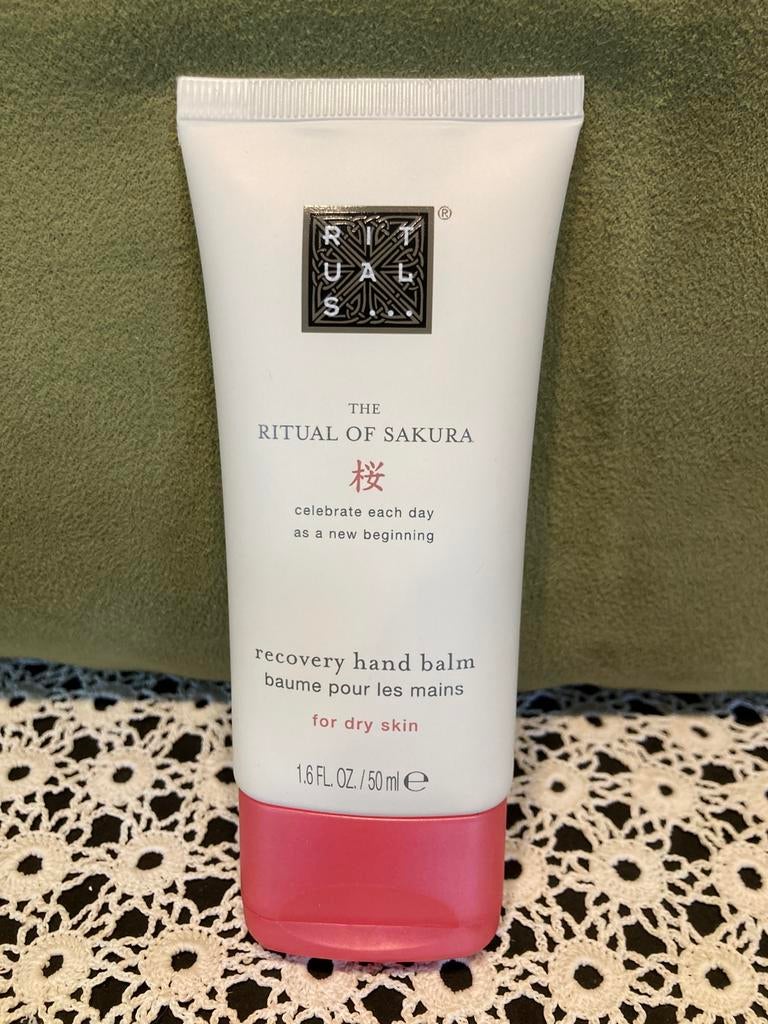 RIT
UAL
S...
®
THE
RITUAL OF SAKURA
桜
celebrate each day
as a new beginning
recovery hand balm
baume pour les mains
for dry skin
1.6 FL. OZ. / 50 ml ℮